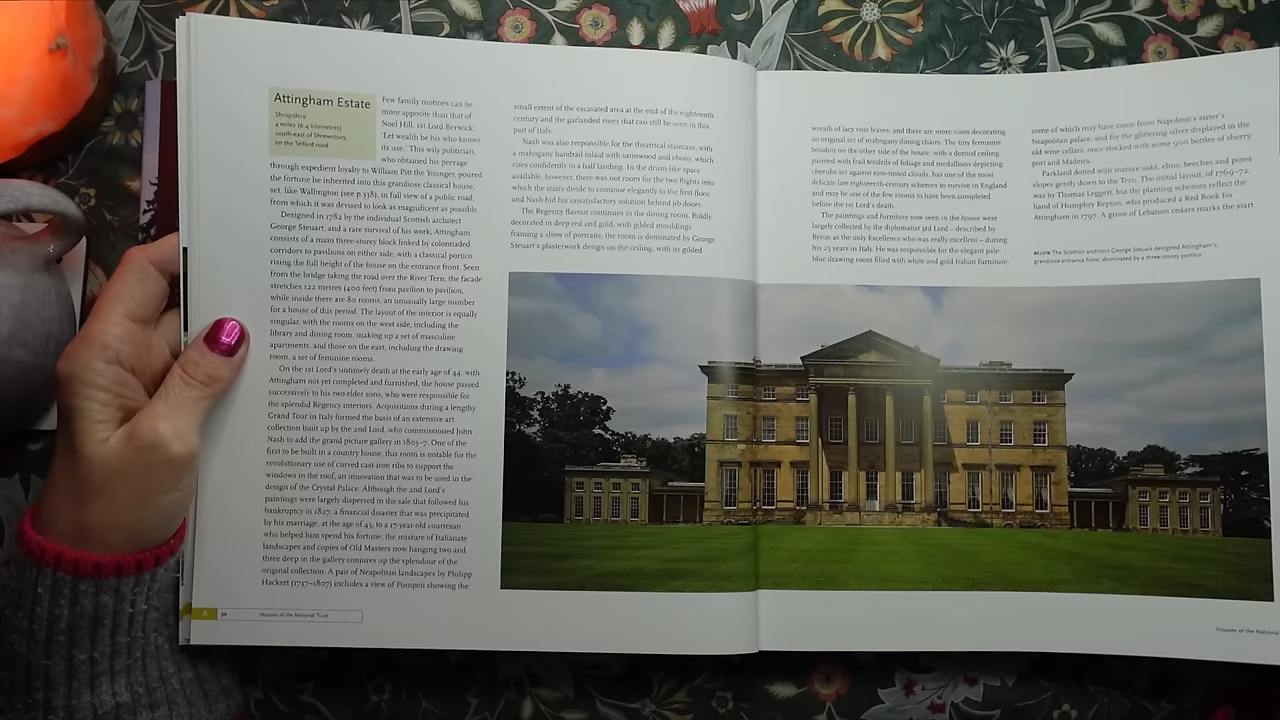 Attingham Estate
Shropshire
4 miles (6.4 kilometres)
south east of Shrewsbury,
on the Telford road
Few family mottoes can be
more apposite than that of
Noel Hill, 1st Lord Berwick:
'Let wealth be his who knows
its use.' This wily politician,
who obtained his peerage
through expedient loyalty to William Pitt the Younger, poured
the fortune he inherited into this grandiose classical house,
set, like Wallington (see p.338), in full view of a public road,
from which it was devised to look as magnificent as possible.
Designed in 1782 by the individual Scottish architect
George Steuart, and a rare survival of his work, Attingham
consists of a main three-storey block linked by colonnaded
corridors to pavilions on either side, with a classical portico
rising the full height of the house on the entrance front. Seen
from the bridge taking the road over the River Tern, the facade
stretches 122 metres (400 feet) from pavilion to pavilion,
while inside there are 80 rooms, an unusually large number
for a house of this period. The layout of the interior is equally
singular, with the rooms on the west side, including the
library and dining room, making up a set of masculine
apartments, and those on the east, including the drawing
room, a set of feminine rooms.
On the 1st Lord's untimely death at the early age of 44, with
Attingham not yet completed and furnished, the house passed
successively to his two elder sons, who were responsible for
the splendid Regency interiors. Acquisitions during a lengthy
Grand Tour in Italy formed the basis of an extensive art
collection built up by the 2nd Lord, who commissioned John
Nash to add the grand picture gallery in 1805–7. One of the
first to be built in a country house, this room is notable for the
revolutionary use of curved cast-iron ribs to support the
windows in the roof, an innovation that was to be used in the
design of the Crystal Palace. Although the 2nd Lord's
paintings were largely dispersed in the sale that followed his
bankruptcy in 1827, a financial disaster that was precipitated
by his marriage, at the age of 43, to a 17-year-old courtesan
who helped him spend his fortune, the mixture of Italianate
landscapes and copies of Old Masters now hanging two and
three deep in the gallery conjures up the splendour of the
original collection. A pair of Neapolitan landscapes by Philipp
Hackert (1737–1807) includes a view of Pompeii showing the
small extent of the excavated area at the end of the eighteenth
century and the garlanded vines that can still be seen in this
part of Italy.
Nash was also responsible for the theatrical staircase, with
a mahogany handrail inlaid with satinwood and ebony, which
rises confidently to a half landing. In the drum-like space
available, however, there was not room for the two flights into
which the stairs divide to continue elegantly to the first floor,
and Nash hid his unsatisfactory solution behind jib doors.
The Regency flavour continues in the dining room. Boldly
decorated in deep red and gold, with gilded mouldings
framing a show of portraits, the room is dominated by George
Steuart's plasterwork design on the ceiling, with its gilded
wreath of lacy vine leaves, and there are more vines decorating
an original set of mahogany dining chairs. The tiny feminine
boudoir on the other side of the house, with a domed ceiling
painted with frail tendrils of foliage and medallions depicting
cherubs set against rose-tinted clouds, has one of the most
delicate late eighteenth-century schemes to survive in England
and may be one of the few rooms to have been completed
before the 1st Lord's death.
The paintings and furniture now seen in the house were
largely collected by the diplomatist 3rd Lord – described by
Byron as the only Excellence who was really excellent – during
his 25 years in Italy. He was responsible for the elegant pale-
blue drawing room filled with white and gold Italian furniture,
some of which may have come from Napoleon's sister's
Neapolitan palace, and for the glittering silver displayed in the
old wine cellars, once stocked with some 900 bottles of sherry,
port and Madeira.
Parkland dotted with mature oaks, elms, beeches and pines
slopes gently down to the Tern. The initial layout, of 1769–72,
was by Thomas Leggett, but the planting schemes reflect the
hand of Humphry Repton, who produced a Red Book for
Attingham in 1797. A grove of Lebanon cedars marks the start
BELOW The Scottish architect George Steuart designed Attingham's
grandiose entrance front, dominated by a three-storey portico.
A 30 Houses of the National Trust
Houses of the National